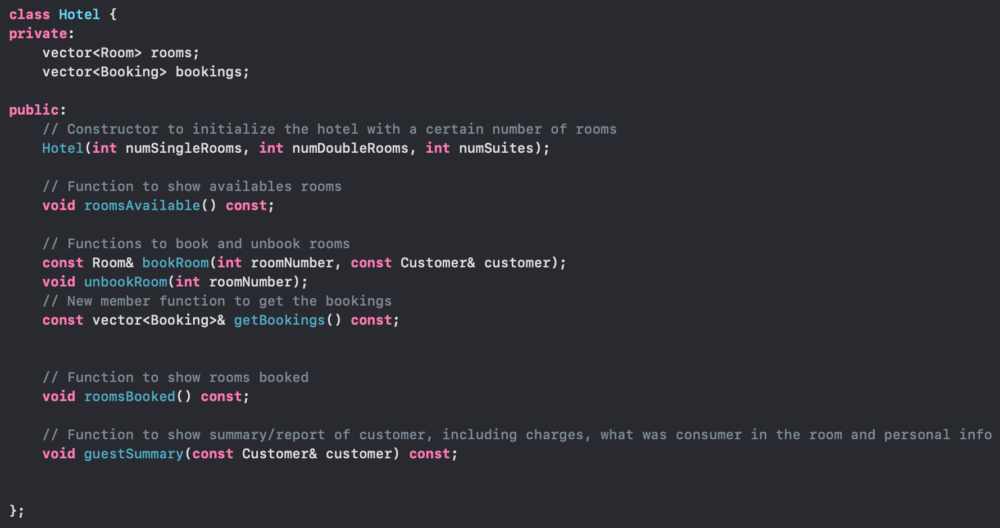 class Hotel {
private:
    vector<Room> rooms;
    vector<Booking> bookings;

public:
    // Constructor to initialize the hotel with a certain number of rooms
    Hotel(int numSingleRooms, int numDoubleRooms, int numSuites);

    // Function to show availables rooms
    void roomsAvailable() const;

    // Functions to book and unbook rooms
    const Room& bookRoom(int roomNumber, const Customer& customer);
    void unbookRoom(int roomNumber);
    // New member function to get the bookings
    const vector<Booking>& getBookings() const;


    // Function to show rooms booked
    void roomsBooked() const;

    // Function to show summary/report of customer, including charges, what was consumer in the room and personal info
    void guestSummary(const Customer& customer) const;


};